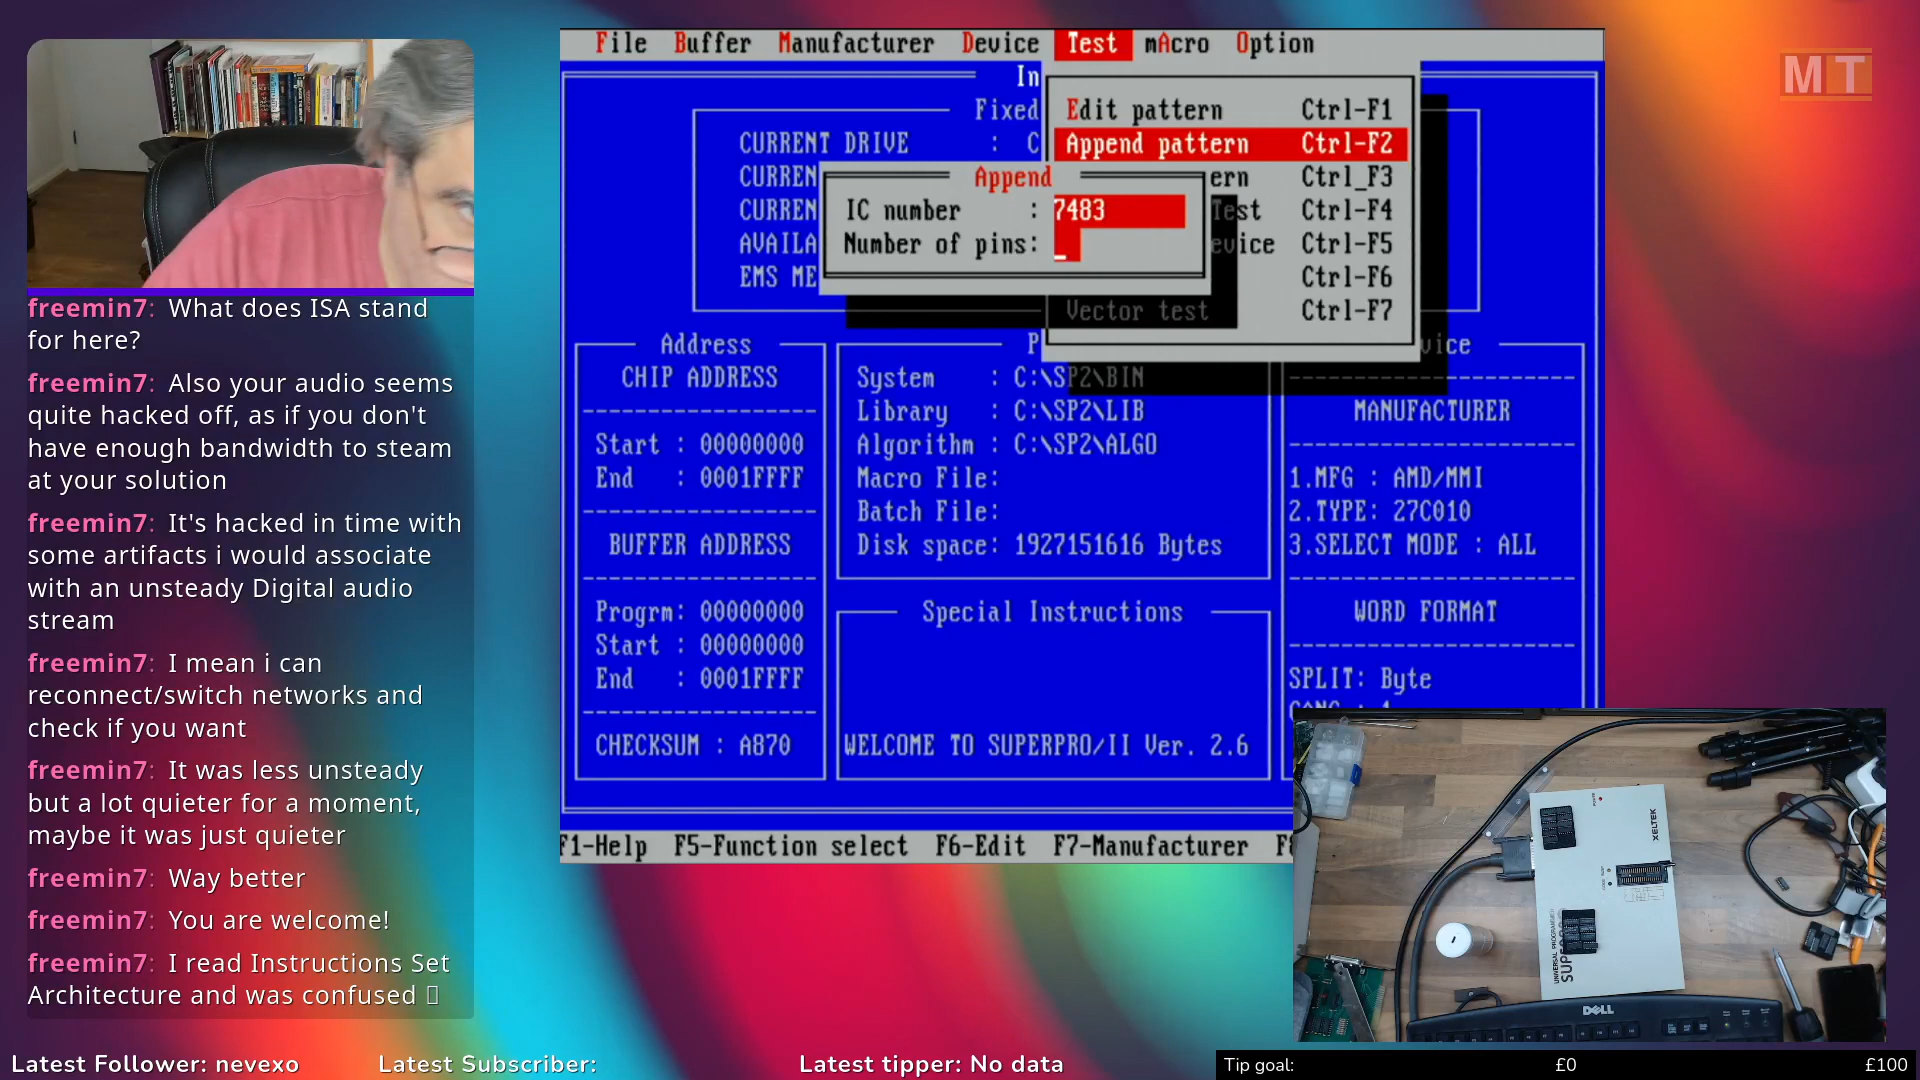 File Buffer Manufacturer Device Test mAcro Option
MT
In
Edit pattern Ctrl-F1
Fixed
Append pattern Ctrl-F2
CURRENT DRIVE : C
Append
ern Ctrl_F3
CURREN
IC number : 7483
Test Ctrl-F4
CURREN
Number of pins:
evice Ctrl-F5
AVAILA
Ctrl-F6
EMS ME
Vector test Ctrl-F7
Address
CHIP ADDRESS
Start : 00000000
End : 0001FFFF
BUFFER ADDRESS
Progrm: 00000000
Start : 00000000
End : 0001FFFF
CHECKSUM : A870
P
System : C:\SP2\BIN
Library : C:\SP2\LIB
Algorithm : C:\SP2\ALGO
Macro File:
Batch File:
Disk space: 1927151616 Bytes
Special Instructions
WELCOME TO SUPERPRO/II Ver. 2.6
vice
MANUFACTURER
1.MFG : AMD/MMI
2.TYPE: 27C010
3.SELECT MODE : ALL
WORD FORMAT
SPLIT: Byte
F1-Help F5-Function select F6-Edit F7-Manufacturer
freemin7: What does ISA stand
for here?
freemin7: Also your audio seems
quite hacked off, as if you don't
have enough bandwidth to steam
at your solution
freemin7: It's hacked in time with
some artifacts i would associate
with an unsteady Digital audio
stream
freemin7: I mean i can
reconnect/switch networks and
check if you want
freemin7: It was less unsteady
but a lot quieter for a moment,
maybe it was just quieter
freemin7: Way better
freemin7: You are welcome!
freemin7: I read Instructions Set
Architecture and was confused
XELTEK
DELL
Latest Follower: nevexo
Latest Subscriber:
Latest tipper: No data
Tip goal: £0 £100